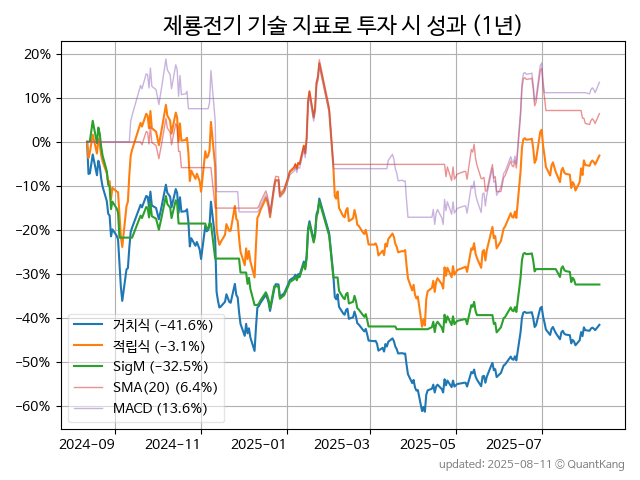 제룡전기 기술 지표로 투자 시 성과 (1년)
20%
10%
0%
−10%
−20%
−30%
−40%
−50%
−60%
거치식 (−41.6%)
적립식 (−3.1%)
SigM (−32.5%)
SMA(20) (6.4%)
MACD (13.6%)
2024-09 2024-11 2025-01 2025-03 2025-05 2025-07
updated: 2025-08-11 © QuantKang